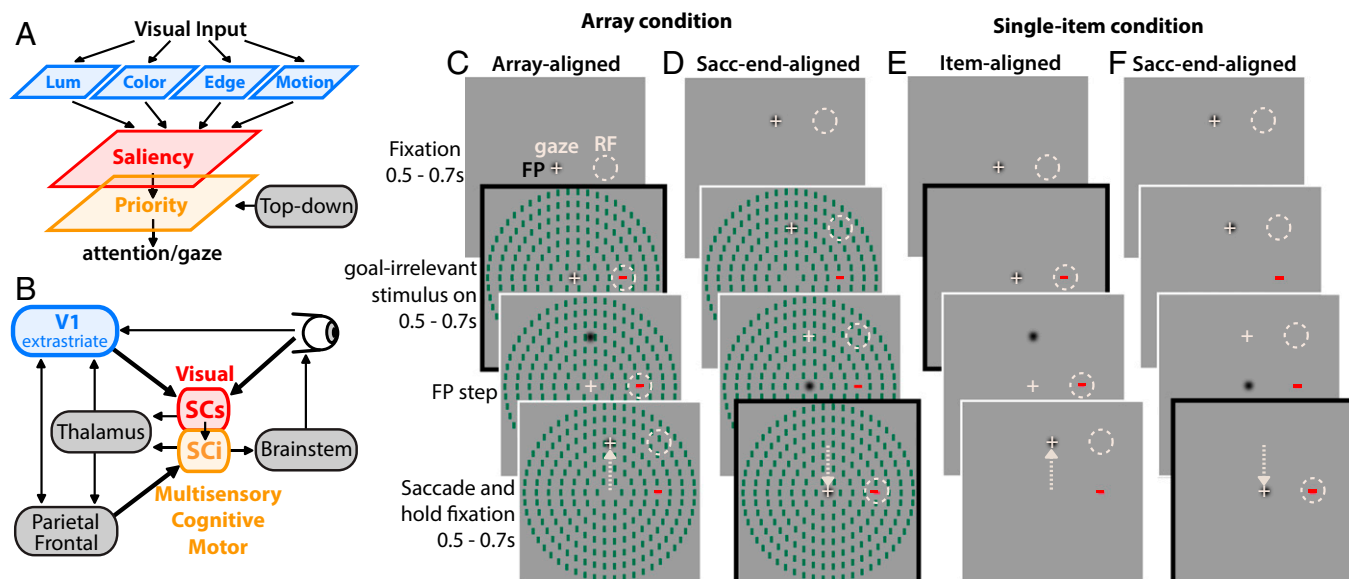 A
Visual Input
Lum
Color
Edge
Motion
Saliency
Priority
Top-down
attention/gaze
B
V1
extrastriate
Visual
SCs
SCi
Thalamus
Brainstem
Multisensory
Cognitive
Motor
Parietal
Frontal
Array condition
Single-item condition
C Array-aligned
D Sacc-end-aligned
E Item-aligned
F Sacc-end-aligned
Fixation
0.5 - 0.7s
gaze
RF
FP
goal-irrelevant
stimulus on
0.5 - 0.7s
FP step
Saccade and
hold fixation
0.5 - 0.7s